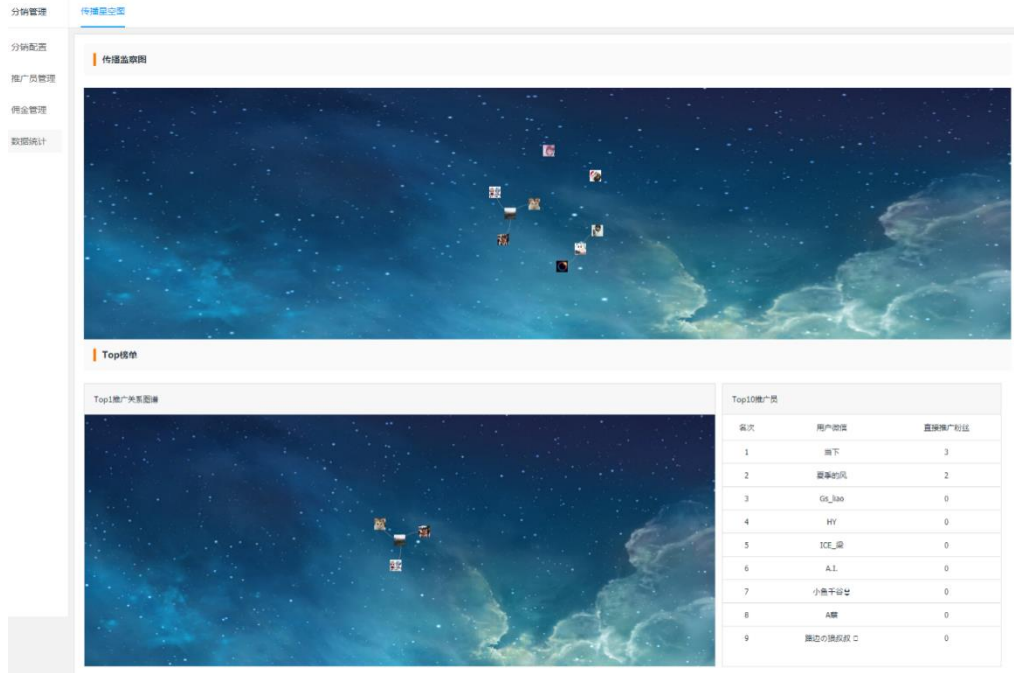 分销管理
传播星空图
分销配置
推广员管理
佣金管理
数据统计
传播监察图
Top榜单
Top1推广关系图谱
Top10推广员
名次 用户微信 直接推广粉丝
1 当下 3
2 夏季的风 2
3 Gs_liao 0
4 HY 0
5 ICE_梁 0
6 A.I. 0
7 小鱼干谷 0
8 A 0
9 路边の狼叔叔 0